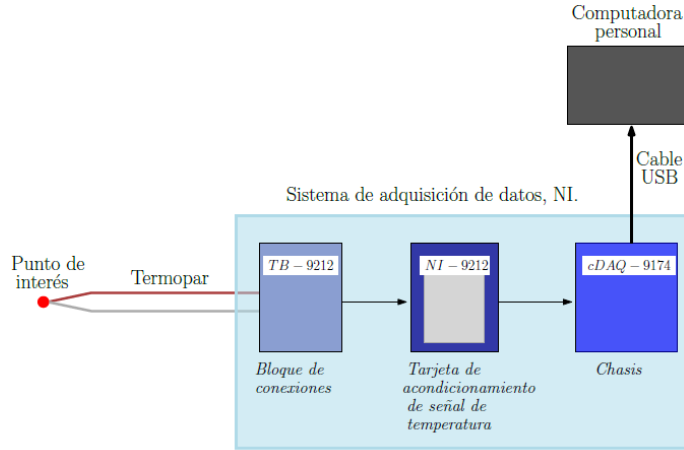 Computadora
personal
Cable
USB
Sistema de adquisición de datos, NI.
Punto de
interés
Termopar
TB − 9212
NI − 9212
cDAQ − 9174
Bloque de
conexiones
Tarjeta de
acondicionamiento
de señal de
temperatura
Chasis